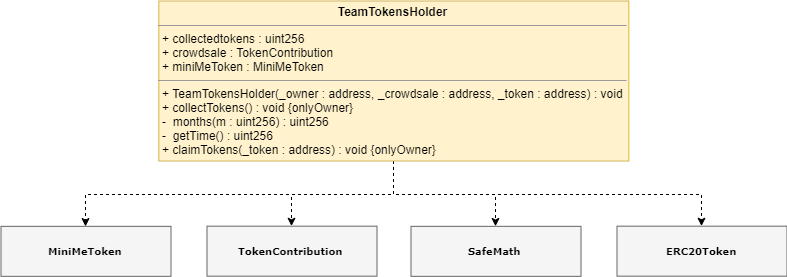 TeamTokensHolder
+ collectedtokens : uint256
+ crowdsale : TokenContribution
+ miniMeToken : MiniMeToken
+ TeamTokensHolder(_owner : address, _crowdsale : address, _token : address) : void
+ collectTokens() : void {onlyOwner}
- months(m : uint256) : uint256
- getTime() : uint256
+ claimTokens(_token : address) : void {onlyOwner}
MiniMeToken
TokenContribution
SafeMath
ERC20Token